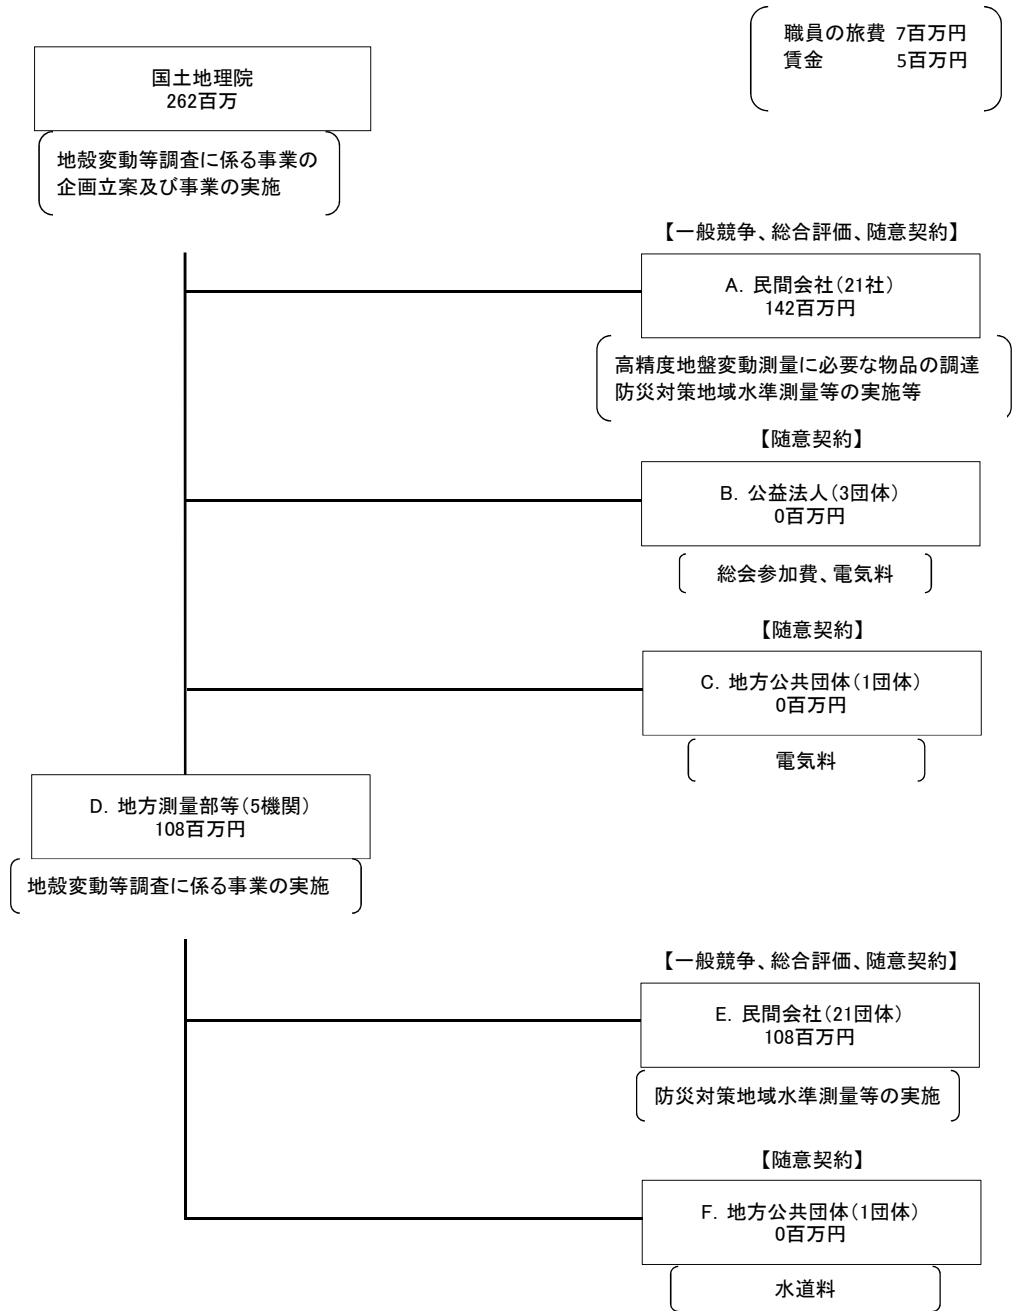 職員の旅費 7百万円
賃金 5百万円
国土地理院
262百万
地殻変動等調査に係る事業の
企画立案及び事業の実施
【一般競争、総合評価、随意契約】
A. 民間会社(21社)
142百万円
高精度地盤変動測量に必要な物品の調達
防災対策地域水準測量等の実施等
【随意契約】
B. 公益法人(3団体)
0百万円
総会参加費、電気料
【随意契約】
C. 地方公共団体(1団体)
0百万円
電気料
D. 地方測量部等(5機関)
108百万円
地殻変動等調査に係る事業の実施
【一般競争、総合評価、随意契約】
E. 民間会社(21団体)
108百万円
防災対策地域水準測量等の実施
【随意契約】
F. 地方公共団体(1団体)
0百万円
水道料